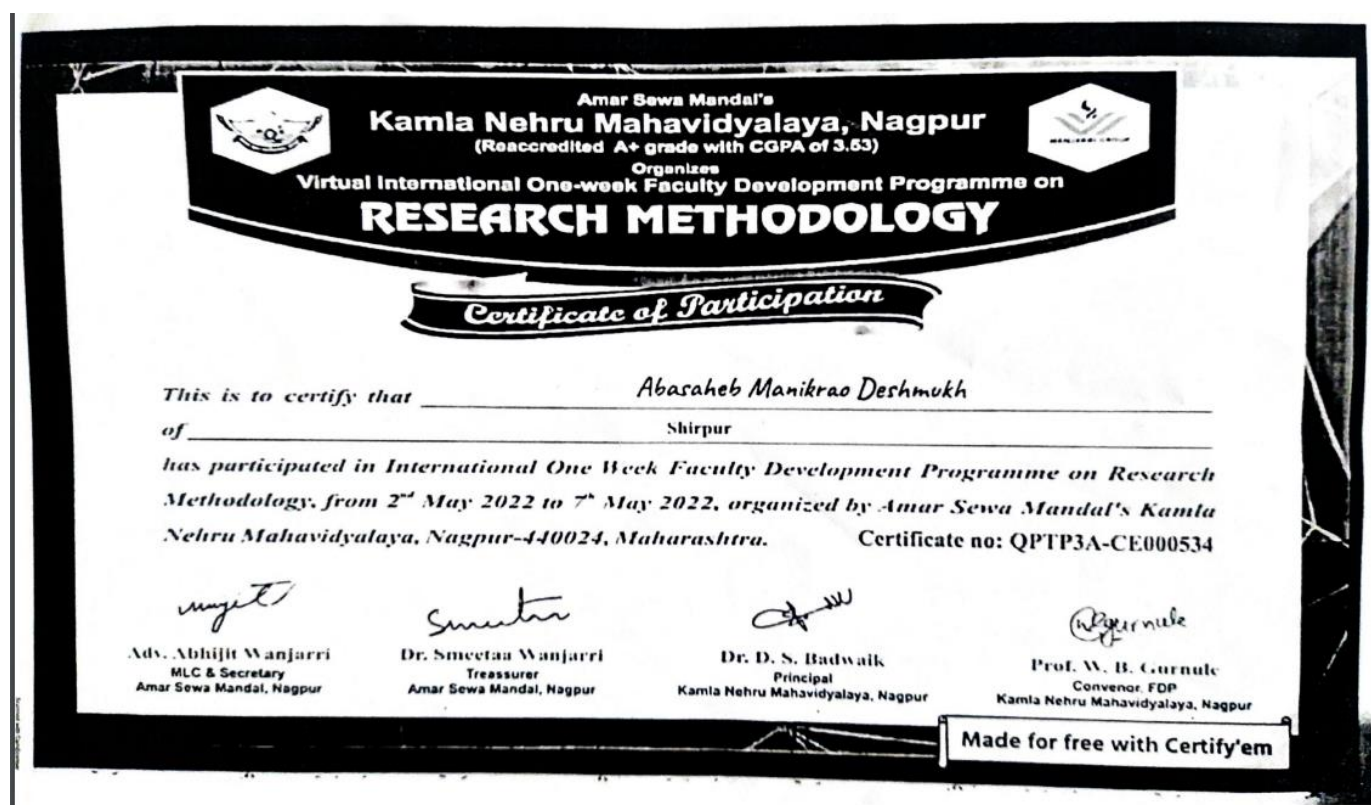 Amar Sewa Mandal's
Kamla Nehru Mahavidyalaya, Nagpur
(Reaccredited A+ grade with CGPA of 3.53)
Organizes
Virtual International One-week Faculty Development Programme on
RESEARCH METHODOLOGY
WANJARRI GROUP
Certificate of Participation
This is to certify that Abasaheb Manikrao Deshmukh
of Shirpur
has participated in International One Week Faculty Development Programme on Research
Methodology, from 2nd May 2022 to 7th May 2022, organized by Amar Sewa Mandal's Kamla
Nehru Mahavidyalaya, Nagpur-440024, Maharashtra. Certificate no: QPTP3A-CE000534
Adv. Abhijit Wanjarri
MLC & Secretary
Amar Sewa Mandal, Nagpur
Dr. Smeetaa Wanjarri
Treassurer
Amar Sewa Mandal, Nagpur
Dr. D. S. Badwaik
Principal
Kamla Nehru Mahavidyalaya, Nagpur
Prof. W. B. Gurnule
Convenor, FDP
Kamla Nehru Mahavidyalaya, Nagpur
Made for free with Certify'em